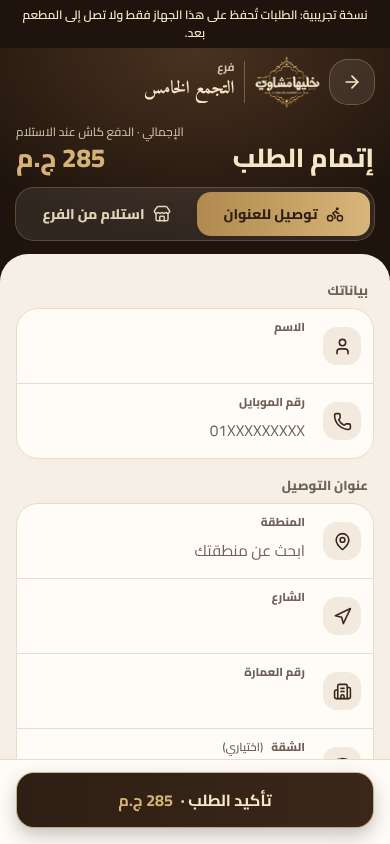 نسخة تجريبية: الطلبات تُحفظ على هذا الجهاز فقط ولا تصل إلى المطعم
بعد.
خليها مشاوي
فرع
التجمع الخامس
إتمام الطلب
الإجمالي · الدفع كاش عند الاستلام
285 ج.م
توصيل للعنوان
استلام من الفرع
بياناتك
الاسم
رقم الموبايل
01XXXXXXXXX
عنوان التوصيل
المنطقة
ابحث عن منطقتك
الشارع
رقم العمارة
الشقة (اختياري)
تأكيد الطلب · 285 ج.م